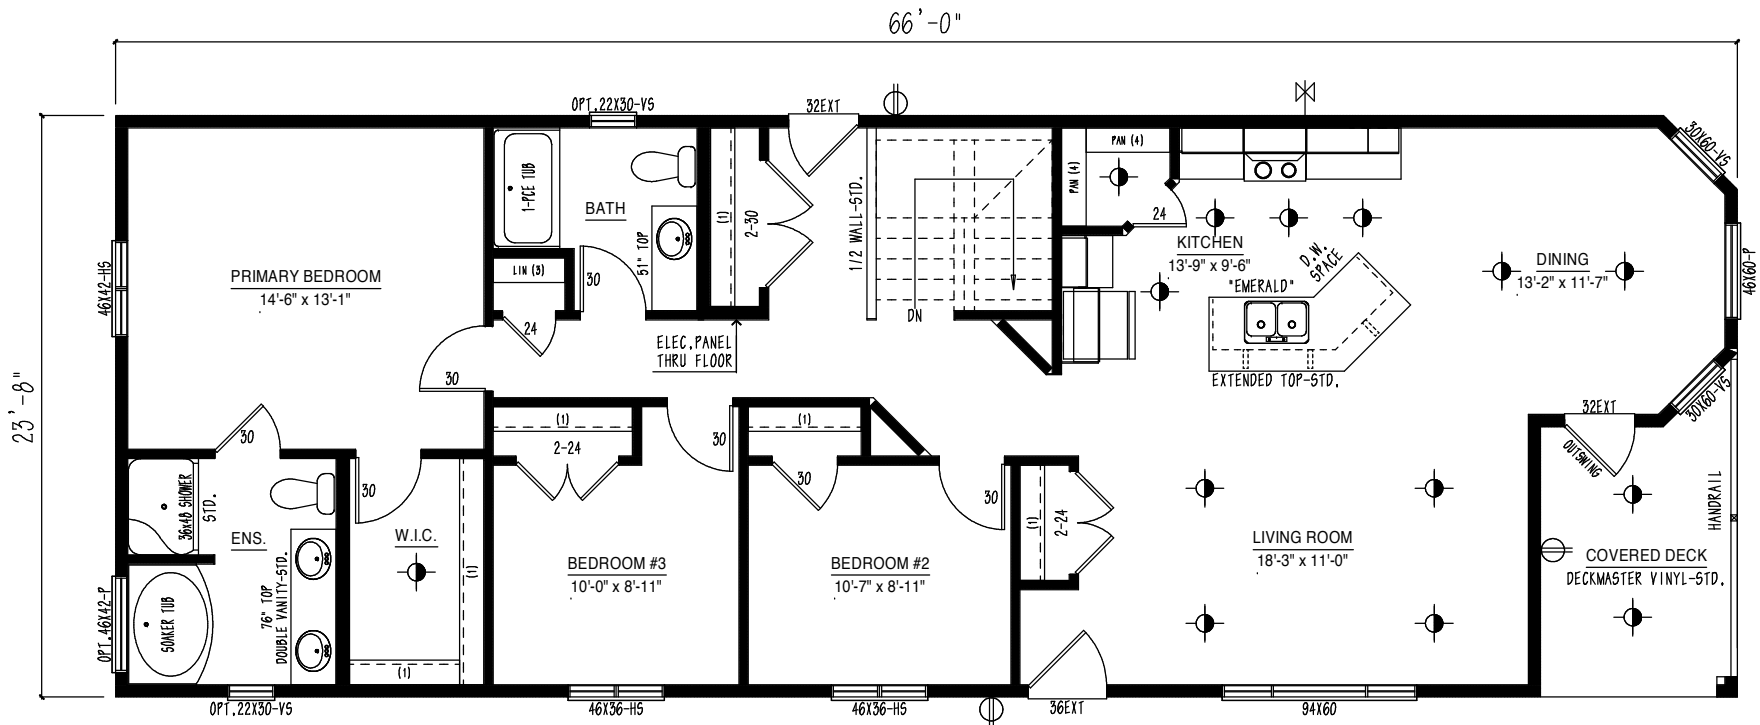 66'-0"
23'-8"
OPT.22X30-VS
32EXT
30X60-VS
46X60-P
30X60-VS
46X42-HS
PRIMARY BEDROOM
14'-6" x 13'-1"
30
1-PCE TUB
BATH
51" TOP
30
LIN (3)
24
(1)
2-30
ELEC.PANEL
THRU FLOOR
1/2 WALL-STD.
DN
PAN (4)
PAN (4)
24
KITCHEN
13'-9" x 9'-6"
"EMERALD"
D.W.
SPACE
EXTENDED TOP-STD.
DINING
13'-2" x 11'-7"
32EXT
OUTSWING
30
36x48 SHOWER
STD.
ENS.
SOAKER TUB
76" TOP
DOUBLE VANITY-STD.
OPT.46X42-P
OPT.22X30-VS
30
W.I.C.
(1)
(1)
(1)
2-24
30
BEDROOM #3
10'-0" x 8'-11"
46X36-HS
(1)
30
30
BEDROOM #2
10'-7" x 8'-11"
46X36-HS
(1)
2-24
36EXT
LIVING ROOM
18'-3" x 11'-0"
94X60
COVERED DECK
DECKMASTER VINYL-STD.
HANDRAIL